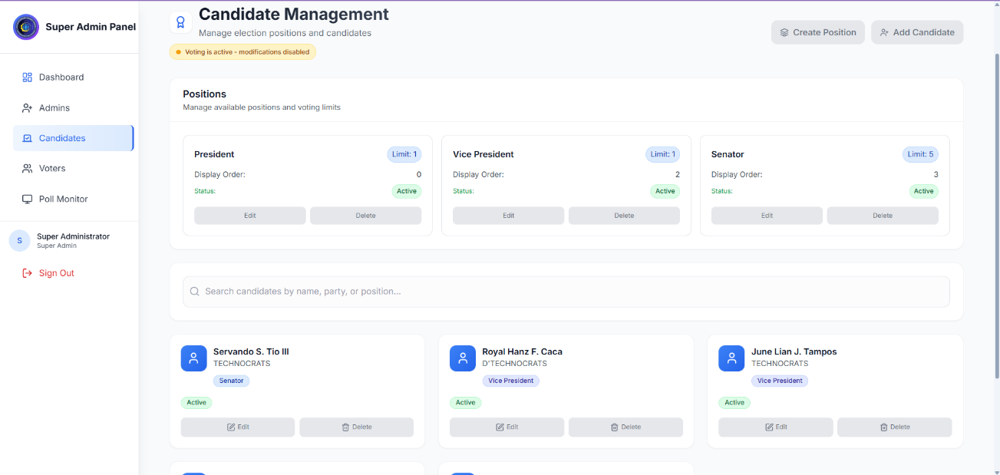 Super Admin Panel
Dashboard
Admins
Candidates
Voters
Poll Monitor
S
Super Administrator
Super Admin
Sign Out
Candidate Management
Manage election positions and candidates
Voting is active - modifications disabled
Create Position
Add Candidate
Positions
Manage available positions and voting limits
President
Limit: 1
Display Order:
0
Status:
Active
Edit
Delete
Vice President
Limit: 1
Display Order:
2
Status:
Active
Edit
Delete
Senator
Limit: 5
Display Order:
3
Status:
Active
Edit
Delete
Search candidates by name, party, or position...
Servando S. Tio III
TECHNOCRATS
Senator
Active
Edit
Delete
Royal Hanz F. Caca
D'TECHNOCRATS
Vice President
Active
Edit
Delete
June Lian J. Tampos
TECHNOCRATS
Vice President
Active
Edit
Delete